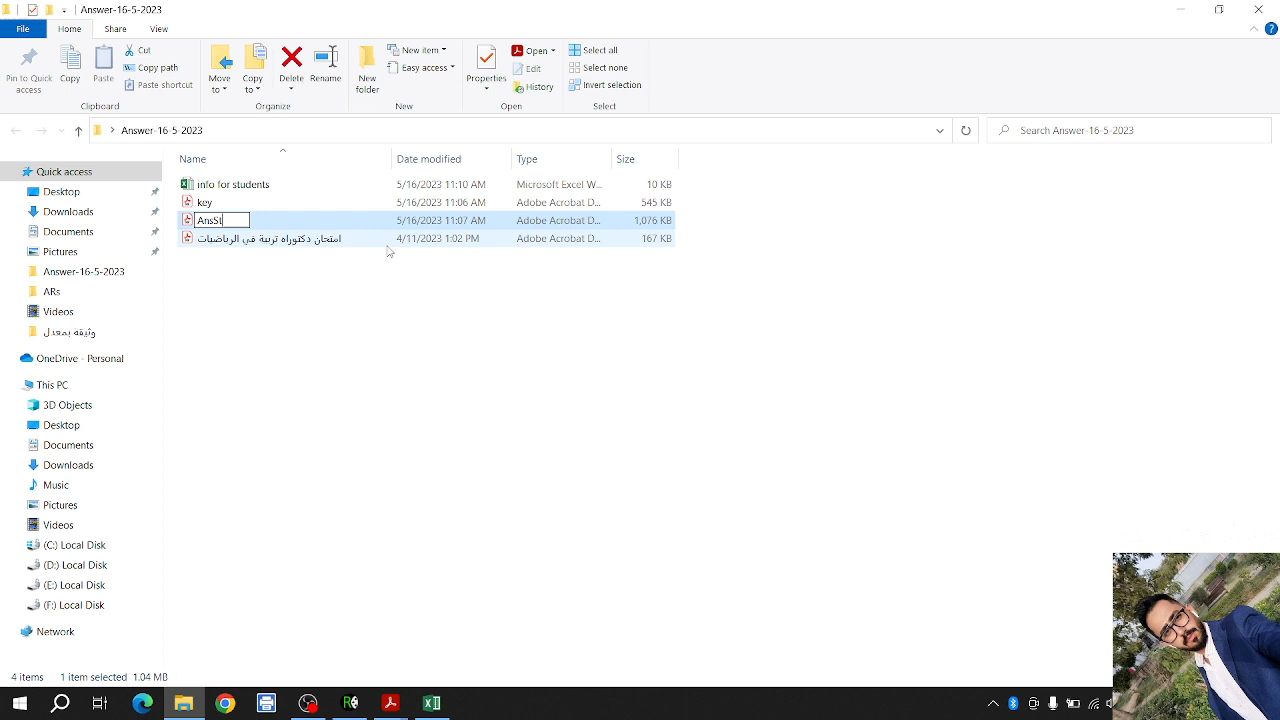 Answer-16-5-2023
File
Home
Share
View
Pin to Quick access
Copy
Paste
Cut
Copy path
Paste shortcut
Clipboard
Move to
Copy to
Delete
Rename
Organize
New folder
New item
Easy access
New
Properties
Open
Edit
History
Open
Select all
Select none
Invert selection
Select
Answer-16-5-2023
Search Answer-16-5-2023
Name
Date modified
Type
Size
info for students 5/16/2023 11:10 AM Microsoft Excel W... 10 KB
key 5/16/2023 11:06 AM Adobe Acrobat D... 545 KB
AnsSt 5/16/2023 11:07 AM Adobe Acrobat D... 1,076 KB
امتحان دكتوراه تربية في الرياضيات 4/11/2023 1:02 PM Adobe Acrobat D... 167 KB
Quick access
Desktop
Downloads
Documents
Pictures
Answer-16-5-2023
ARs
Videos
وثيقة بمعدل
OneDrive - Personal
This PC
3D Objects
Desktop
Documents
Downloads
Music
Pictures
Videos
(C:) Local Disk
(D:) Local Disk
(E:) Local Disk
(F:) Local Disk
Network
4 items
1 item selected 1.04 MB